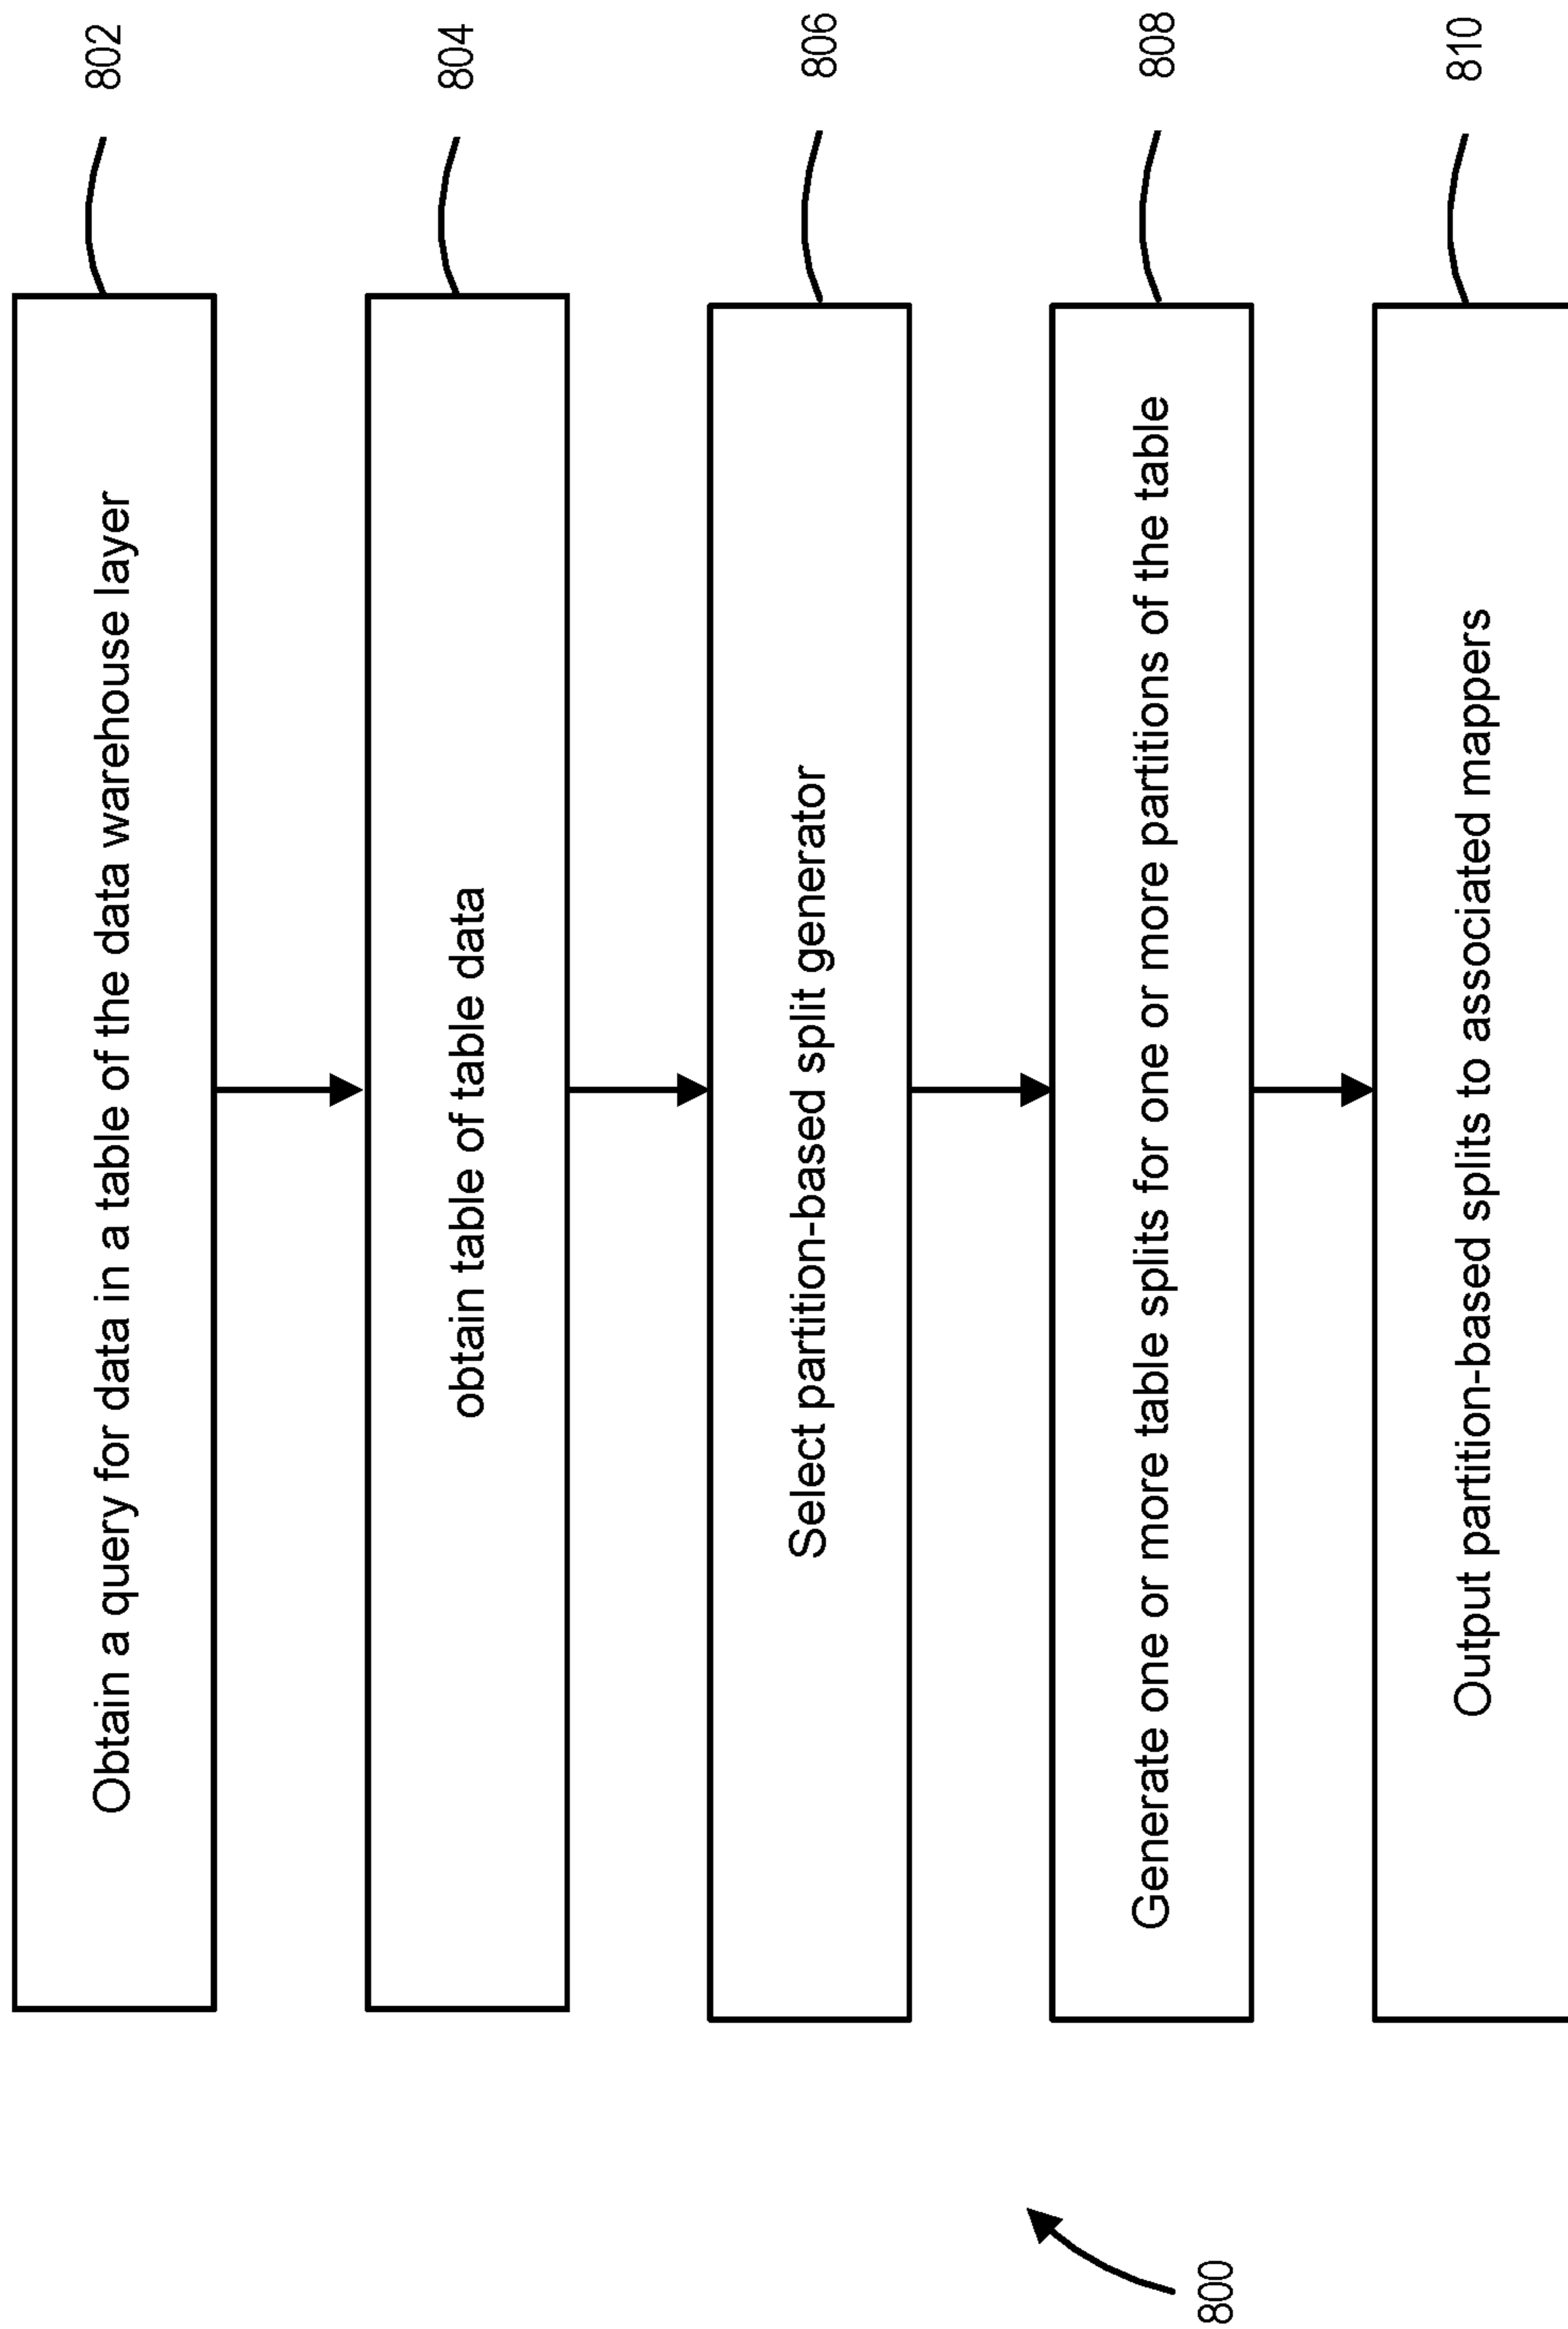 Obtain a query for data in a table of the data warehouse layer
802
obtain table of table data
804
Select partition-based split generator
806
Generate one or more table splits for one or more partitions of the table
808
Output partition-based splits to associated mappers
810
800